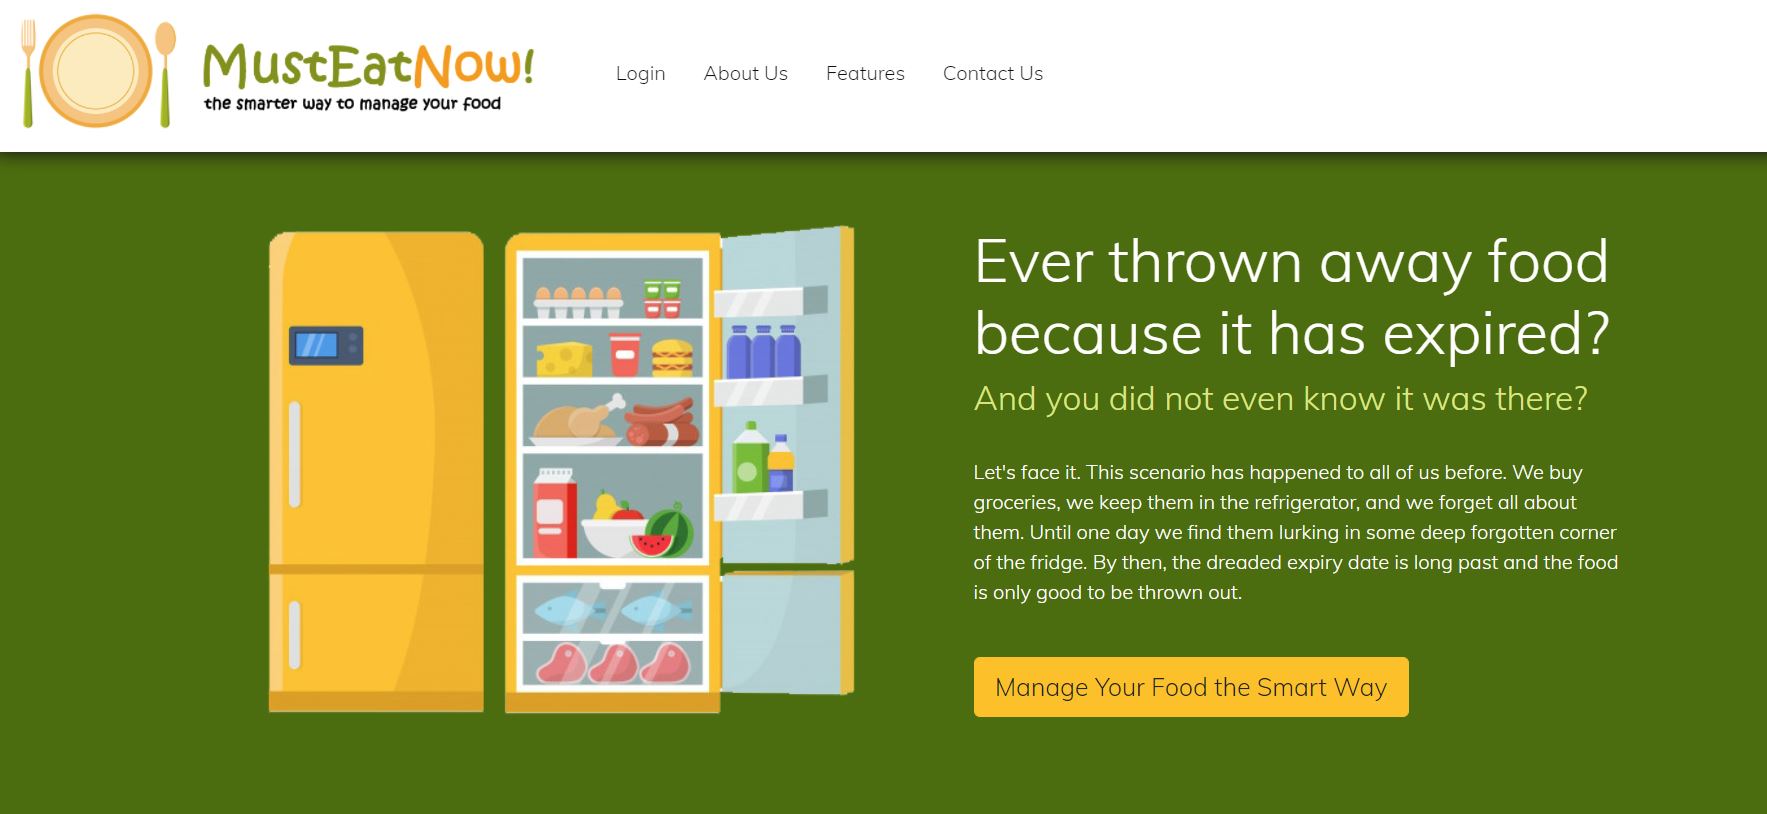 MustEatNow!
the smarter way to manage your food
Login About Us Features Contact Us
Ever thrown away food
because it has expired?
And you did not even know it was there?
Let's face it. This scenario has happened to all of us before. We buy
groceries, we keep them in the refrigerator, and we forget all about
them. Until one day we find them lurking in some deep forgotten corner
of the fridge. By then, the dreaded expiry date is long past and the food
is only good to be thrown out.
Manage Your Food the Smart Way